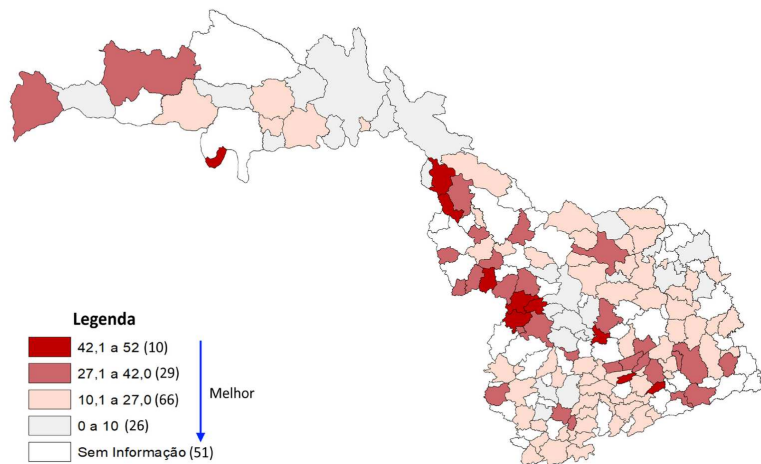 Legenda
42,1 a 52 (10)
27,1 a 42,0 (29)
10,1 a 27,0 (66)
0 a 10 (26)
Sem Informação (51)
Melhor